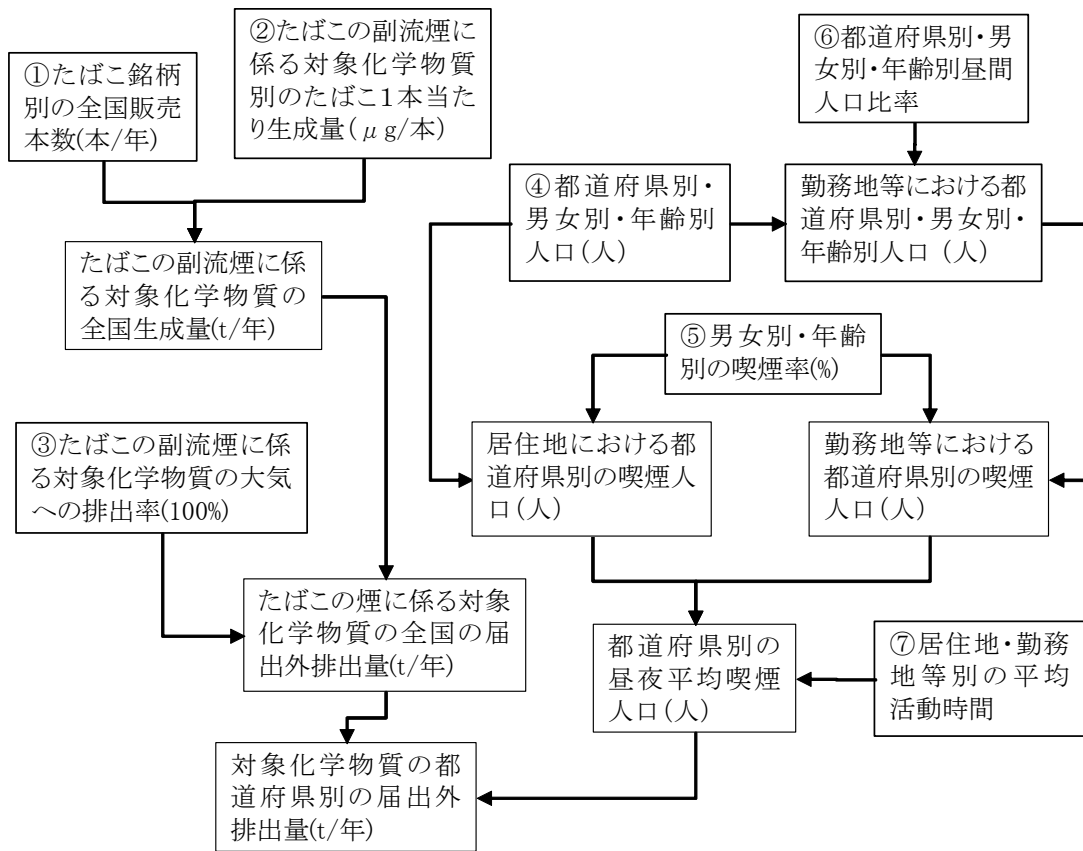 ①たばこ銘柄
別の全国販売
本数(本/年)
②たばこの副流煙に
係る対象化学物質
別のたばこ1本当た
り生成量(μg/本)
⑥都道府県別・男
女別・年齢別昼間
人口比率
④都道府県別・
男女別・年齢別
人口(人)
勤務地等における都
道府県別・男女別・
年齢別人口 (人)
たばこの副流煙に係
る対象化学物質の
全国生成量(t/年)
⑤男女別・年齢
別の喫煙率(%)
③たばこの副流煙に係
る対象化学物質の大気
への排出率(100%)
居住地における都
道府県別の喫煙人
口(人)
勤務地等における
都道府県別の喫煙
人口(人)
たばこの煙に係る対象
化学物質の全国の届
出外排出量(t/年)
都道府県別の
昼夜平均喫煙
人口(人)
⑦居住地・勤務
地等別の平均
活動時間
対象化学物質の都
道府県別の届出外
排出量(t/年)